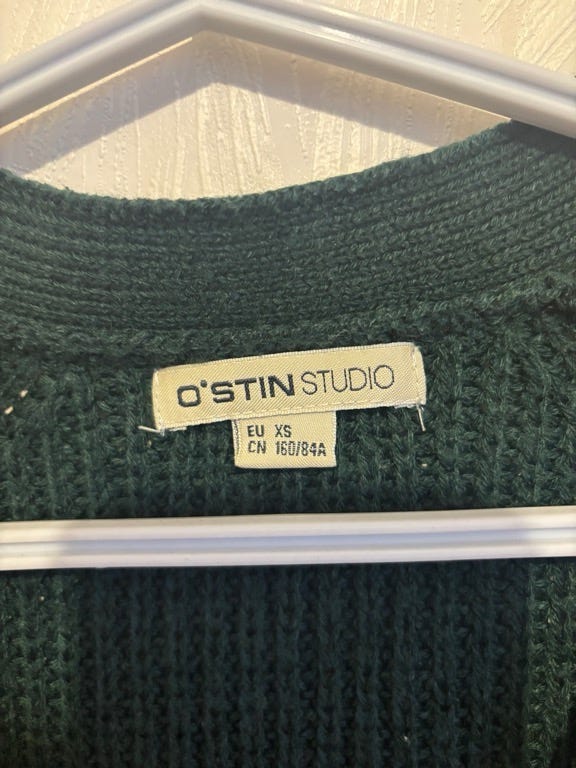 O'STIN STUDIO
EU XS
CN 160/84A